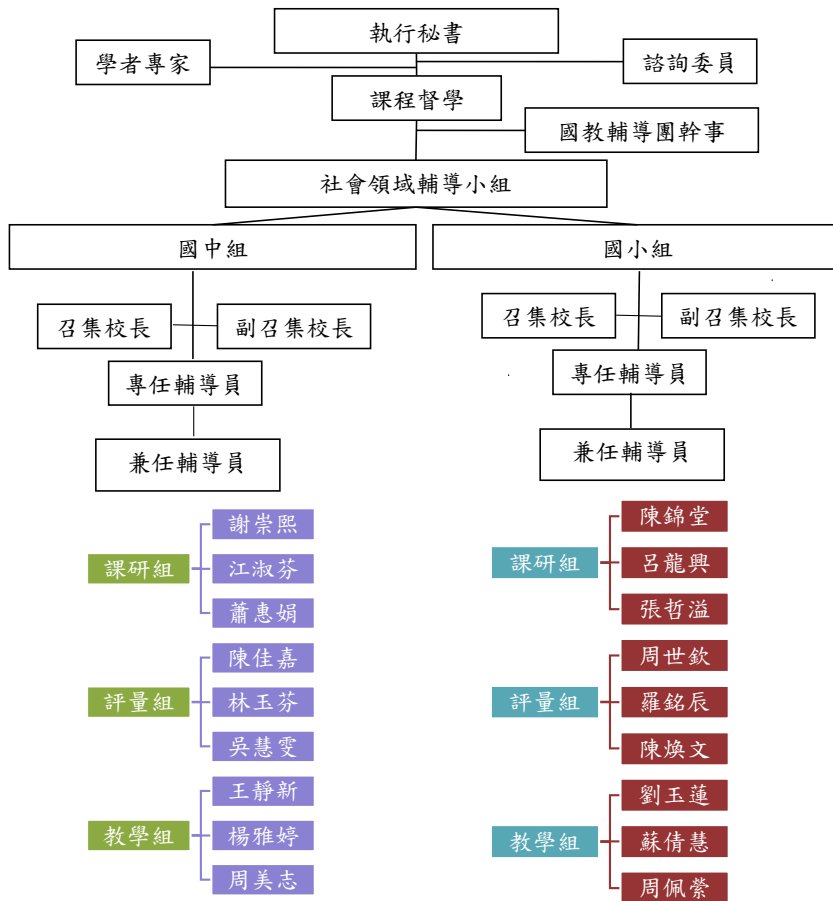 執行秘書
學者專家
諮詢委員
課程督學
國教輔導團幹事
社會領域輔導小組
國中組
國小組
召集校長
副召集校長
召集校長
副召集校長
專任輔導員
專任輔導員
兼任輔導員
兼任輔導員
課研組
謝崇熙
江淑芬
蕭惠娟
評量組
陳佳嘉
林玉芬
吳慧雯
教學組
王靜新
楊雅婷
周美志
課研組
陳錦堂
呂龍興
張哲溢
評量組
周世欽
羅銘辰
陳煥文
教學組
劉玉蓮
蘇倩慧
周佩縈